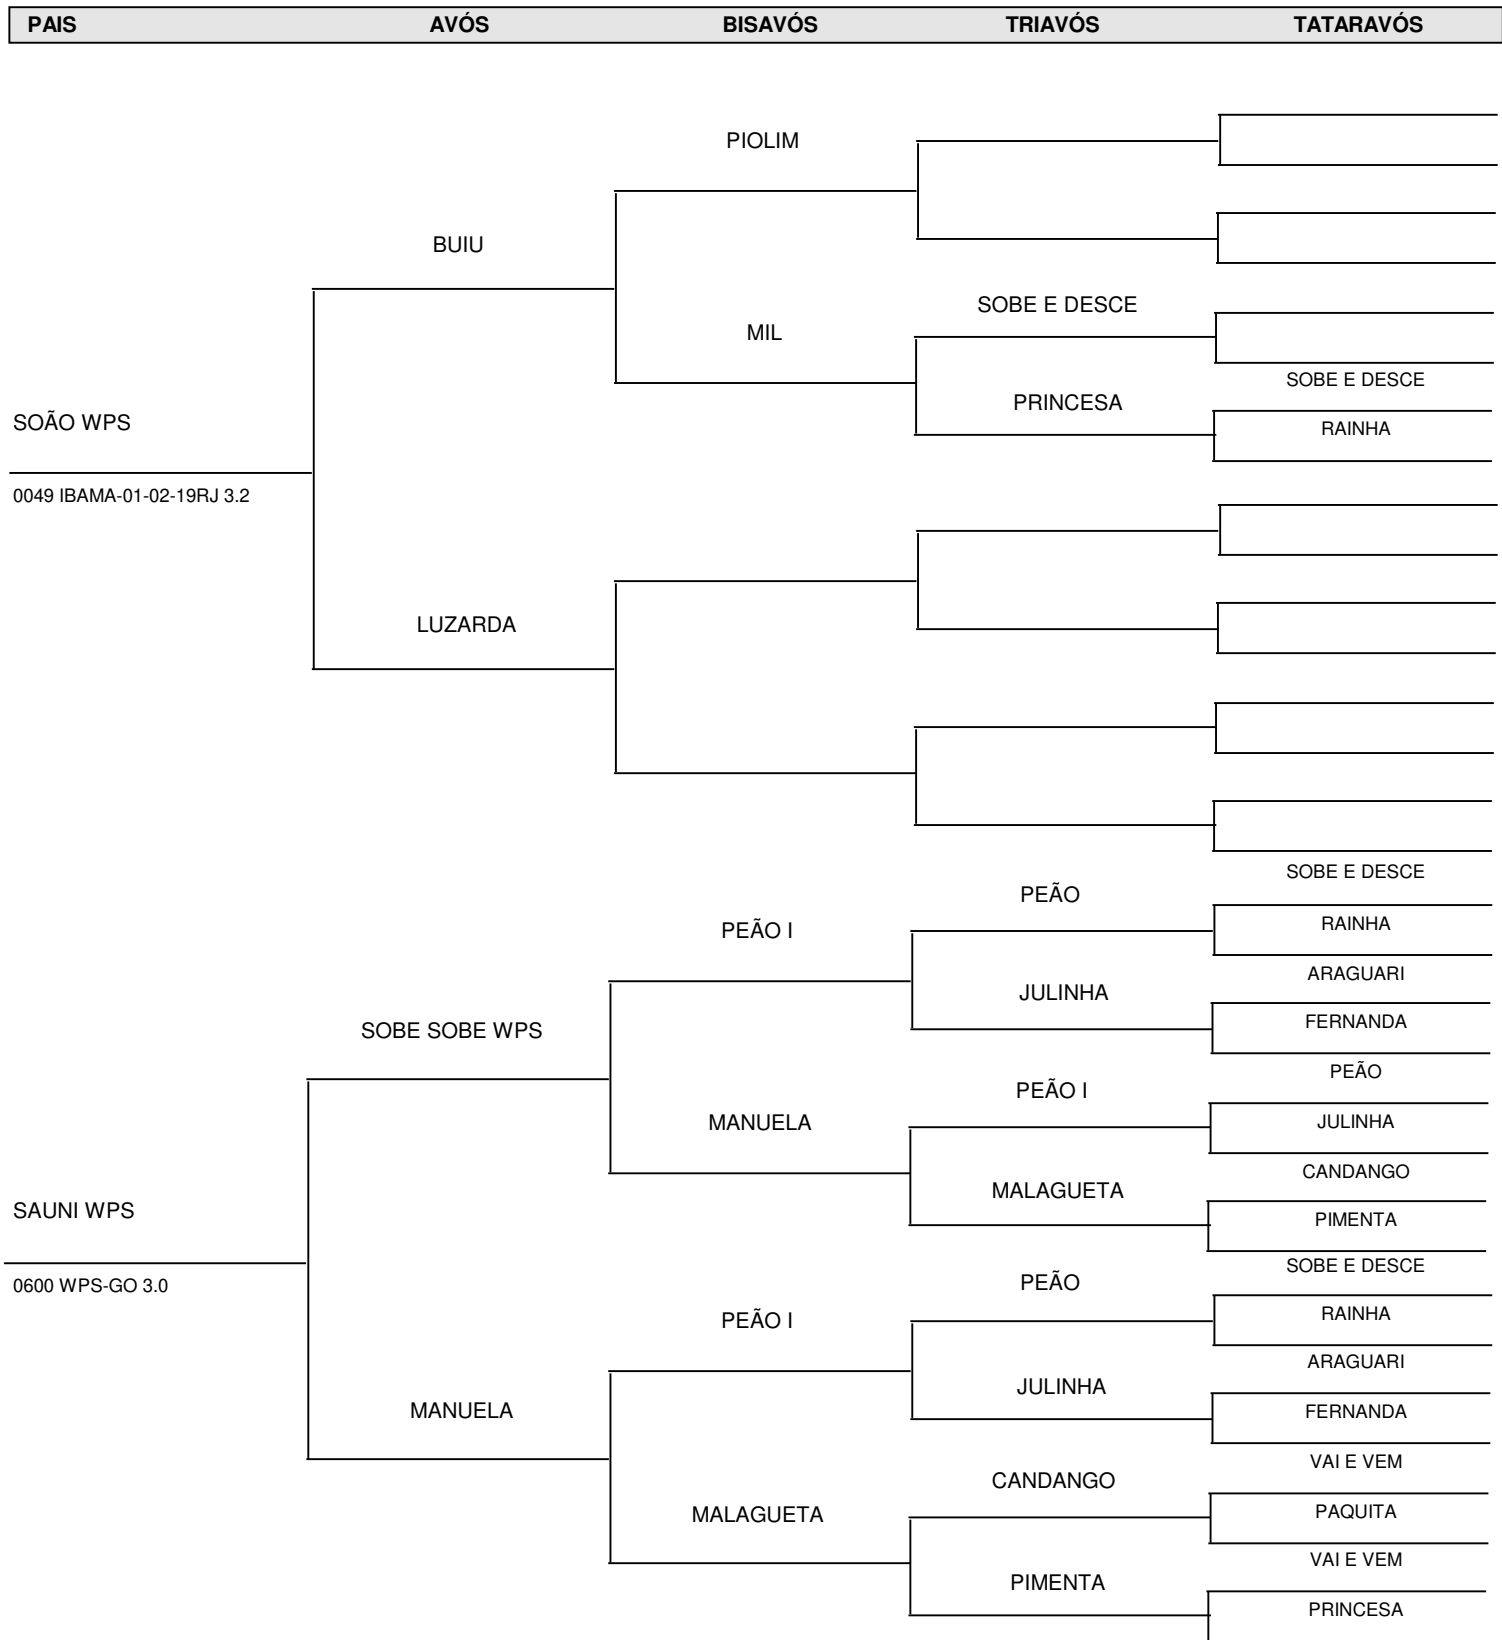 PAIS AVÓS BISAVÓS TRIAVÓS TATARAVÓS
PIOLIM
BUIU
SOBE E DESCE
MIL
SOBE E DESCE
PRINCESA
SOÃO WPS
RAINHA
0049 IBAMA-01-02-19RJ 3.2
LUZARDA
SOBE E DESCE
PEÃO
RAINHA
PEÃO I
ARAGUARI
JULINHA
FERNANDA
SOBE SOBE WPS
PEÃO
PEÃO I
JULINHA
MANUELA
CANDANGO
MALAGUETA
SAUNI WPS
PIMENTA
SOBE E DESCE
PEÃO
0600 WPS-GO 3.0
RAINHA
PEÃO I
ARAGUARI
JULINHA
MANUELA
FERNANDA
VAI E VEM
CANDANGO
PAQUITA
MALAGUETA
VAI E VEM
PIMENTA
PRINCESA